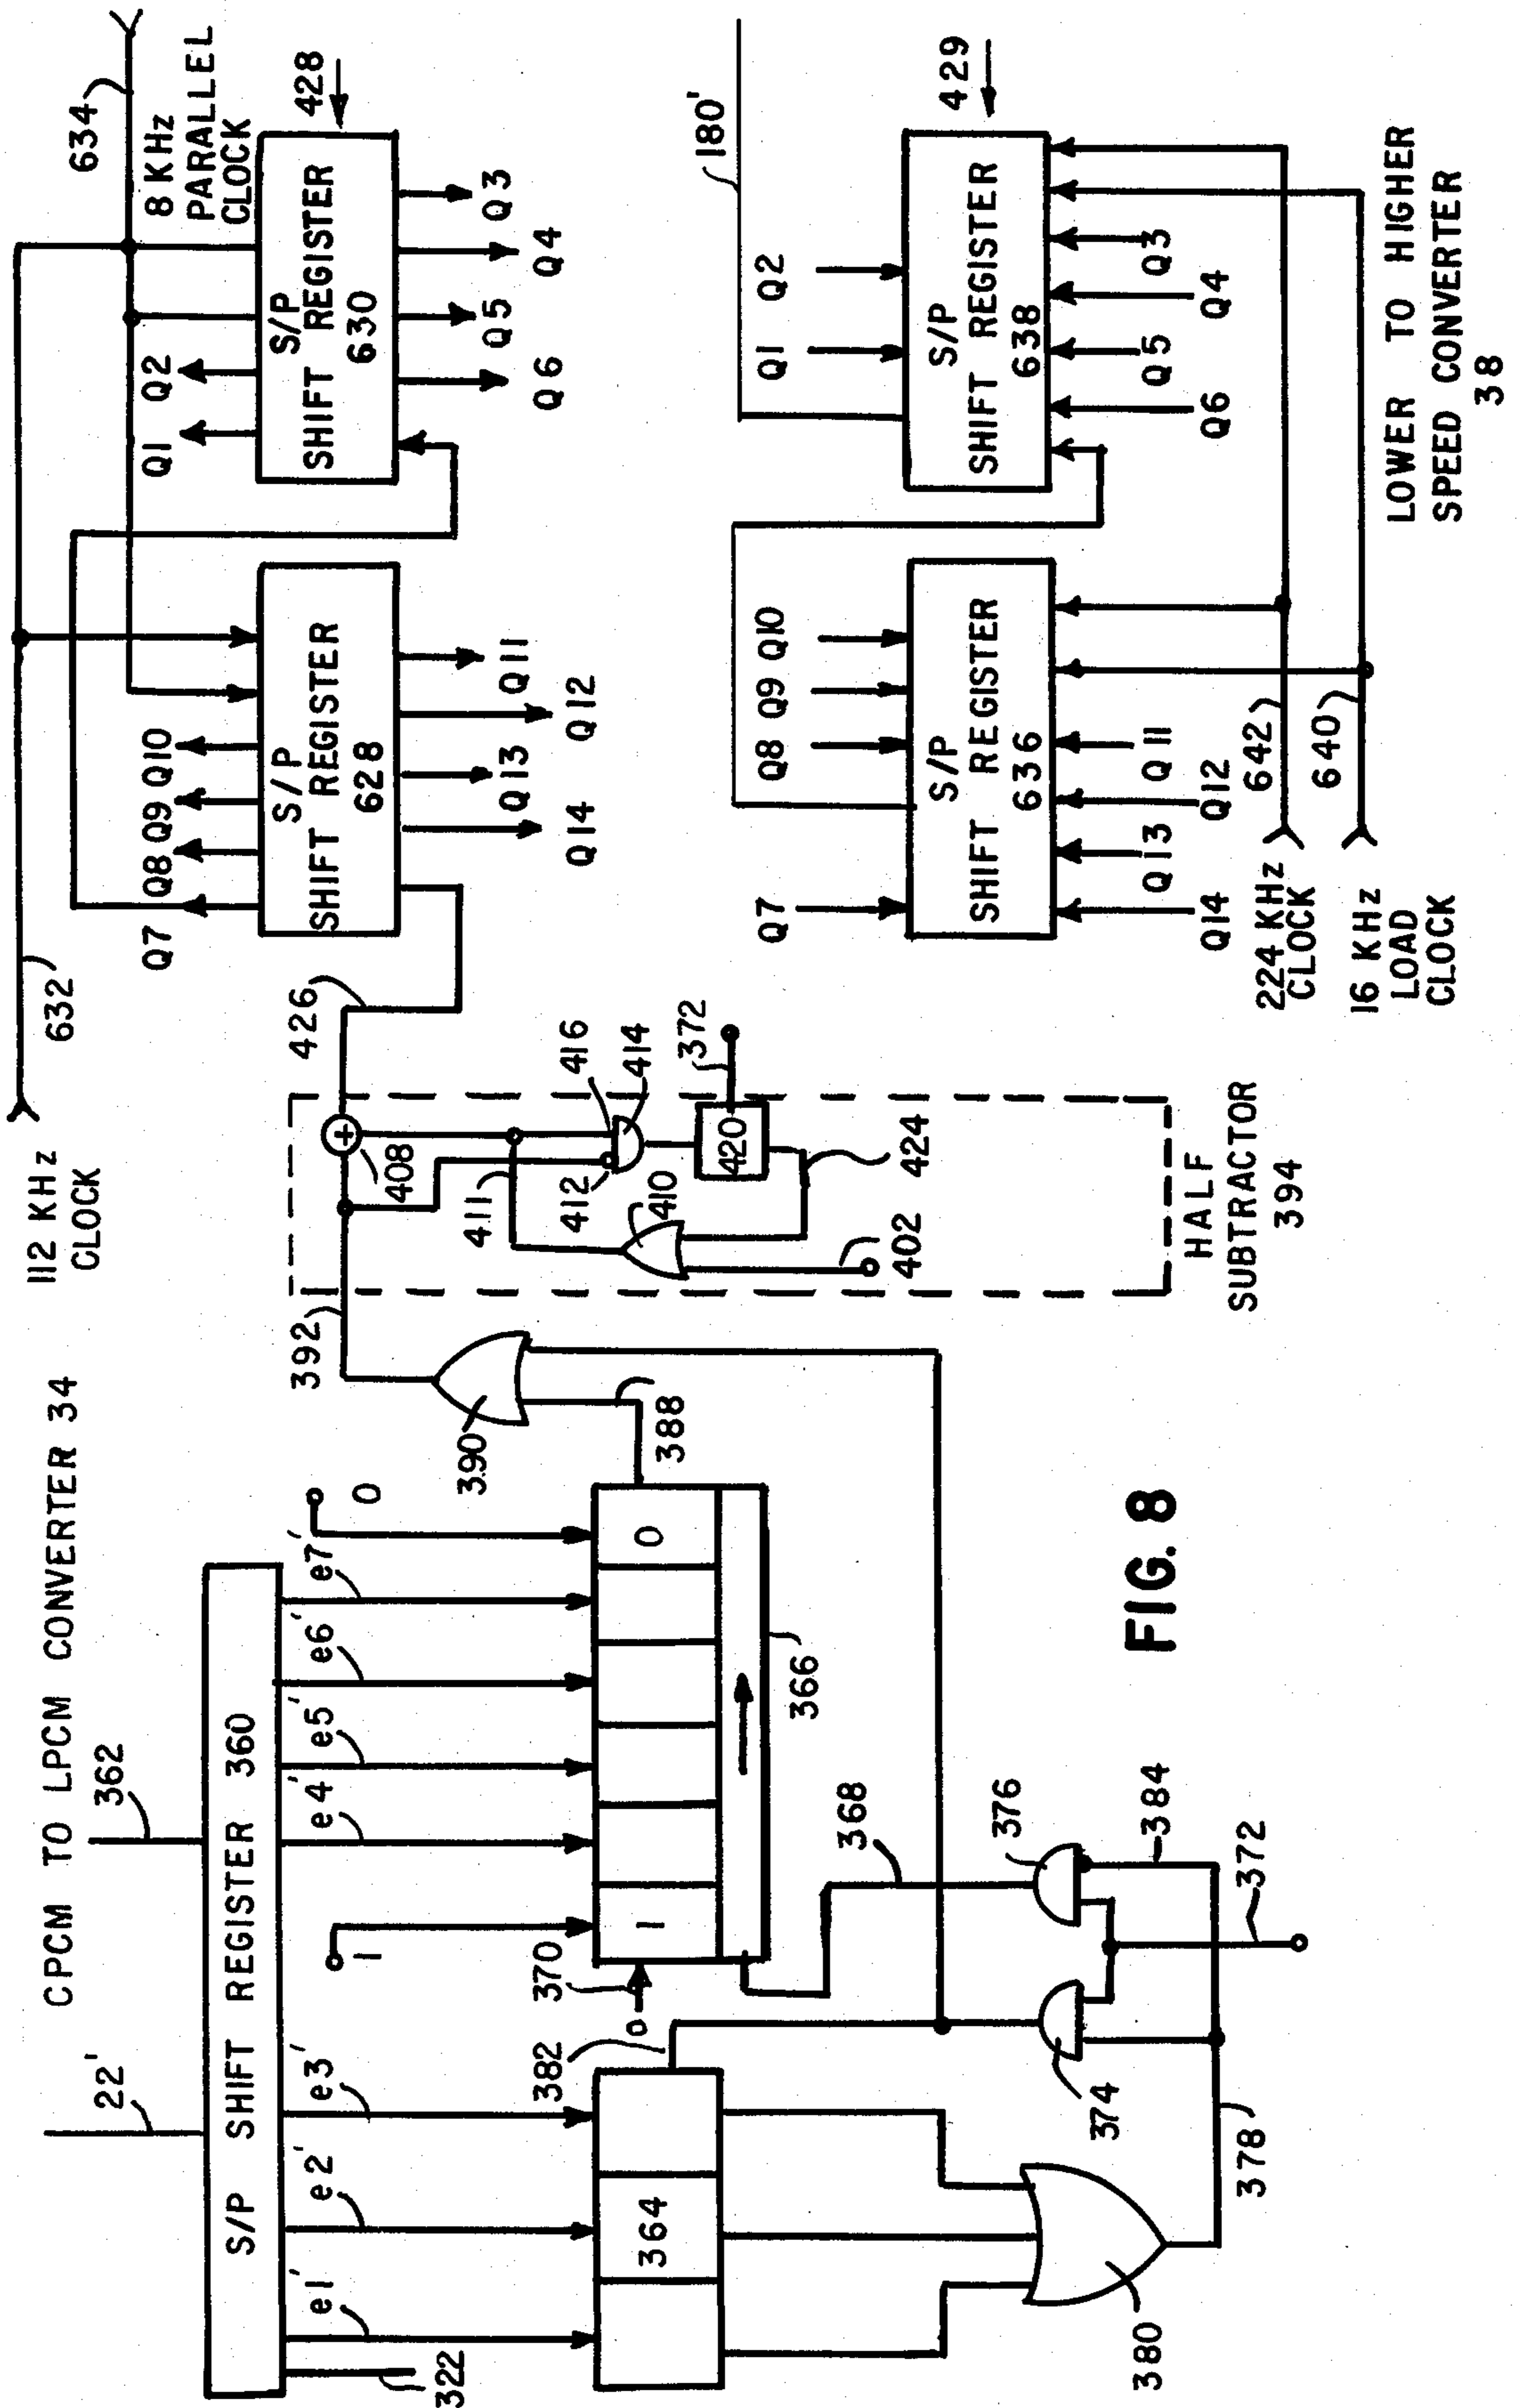 CPCM TO LPCM CONVERTER 34
22'
362
S/P SHIFT REGISTER 360
322
e1'
e2'
e3'
e4'
e5'
e6'
e7'
1
0
364
382
0
370
1
0
366
388
390
392
368
380
378
374
376
384
372
112 KHz
CLOCK
632
634
8 KHz
PARALLEL
CLOCK
426
408
411
412
416
414
410
420
372
424
402
HALF
SUBTRACTOR
394
Q7
Q8
Q9
Q10
S/P
SHIFT REGISTER
628
Q14
Q13
Q12
Q11
Q1
Q2
S/P
SHIFT REGISTER
630
428
Q6
Q5
Q4
Q3
180'
Q7
Q8
Q9
Q10
S/P
SHIFT REGISTER
636
Q14
Q13
Q12
Q11
Q1
Q2
S/P
SHIFT REGISTER
638
429
Q6
Q5
Q4
Q3
224 KHz
CLOCK
642
16 KHz
LOAD
CLOCK
640
LOWER TO HIGHER
SPEED CONVERTER
38
FIG. 8